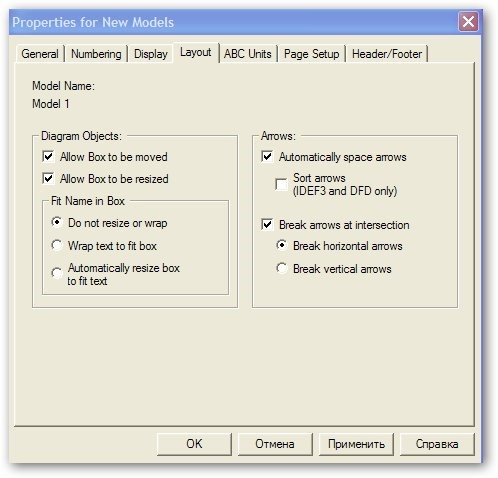 Properties for New Models
General Numbering Display Layout ABC Units Page Setup Header/Footer
Model Name:
Model 1
Diagram Objects:
Allow Box to be moved
Allow Box to be resized
Fit Name in Box
Do not resize or wrap
Wrap text to fit box
Automatically resize box
to fit text
Arrows:
Automatically space arrows
Sort arrows
(IDEF3 and DFD only)
Break arrows at intersection
Break horizontal arrows
Break vertical arrows
OK Отмена Применить Справка